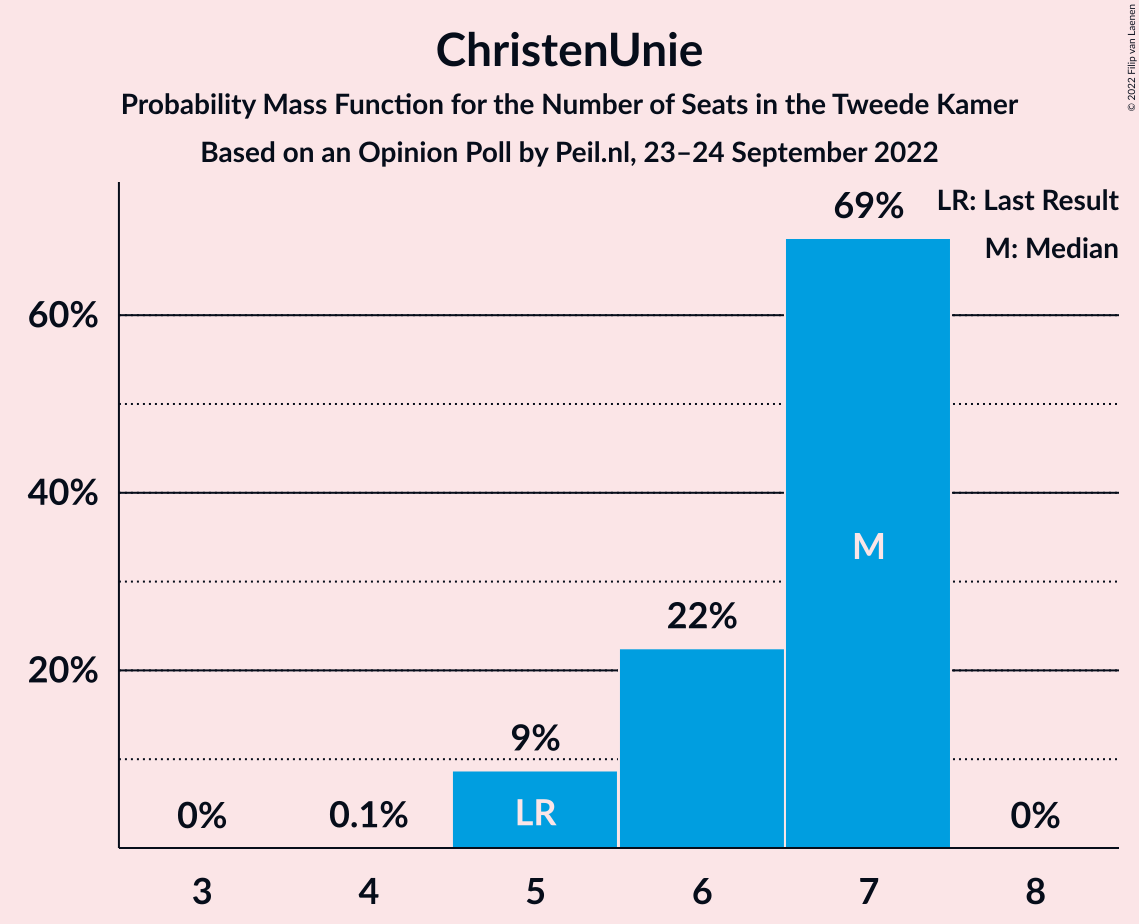 ChristenUnie
Probability Mass Function for the Number of Seats in the Tweede Kamer
Based on an Opinion Poll by Peil.nl, 23–24 September 2022
© 2022 Filip van Laenen
LR: Last Result
M: Median
69%
60%
40%
M
22%
20%
9%
0%
0.1%
LR
0%
3 4 5 6 7 8